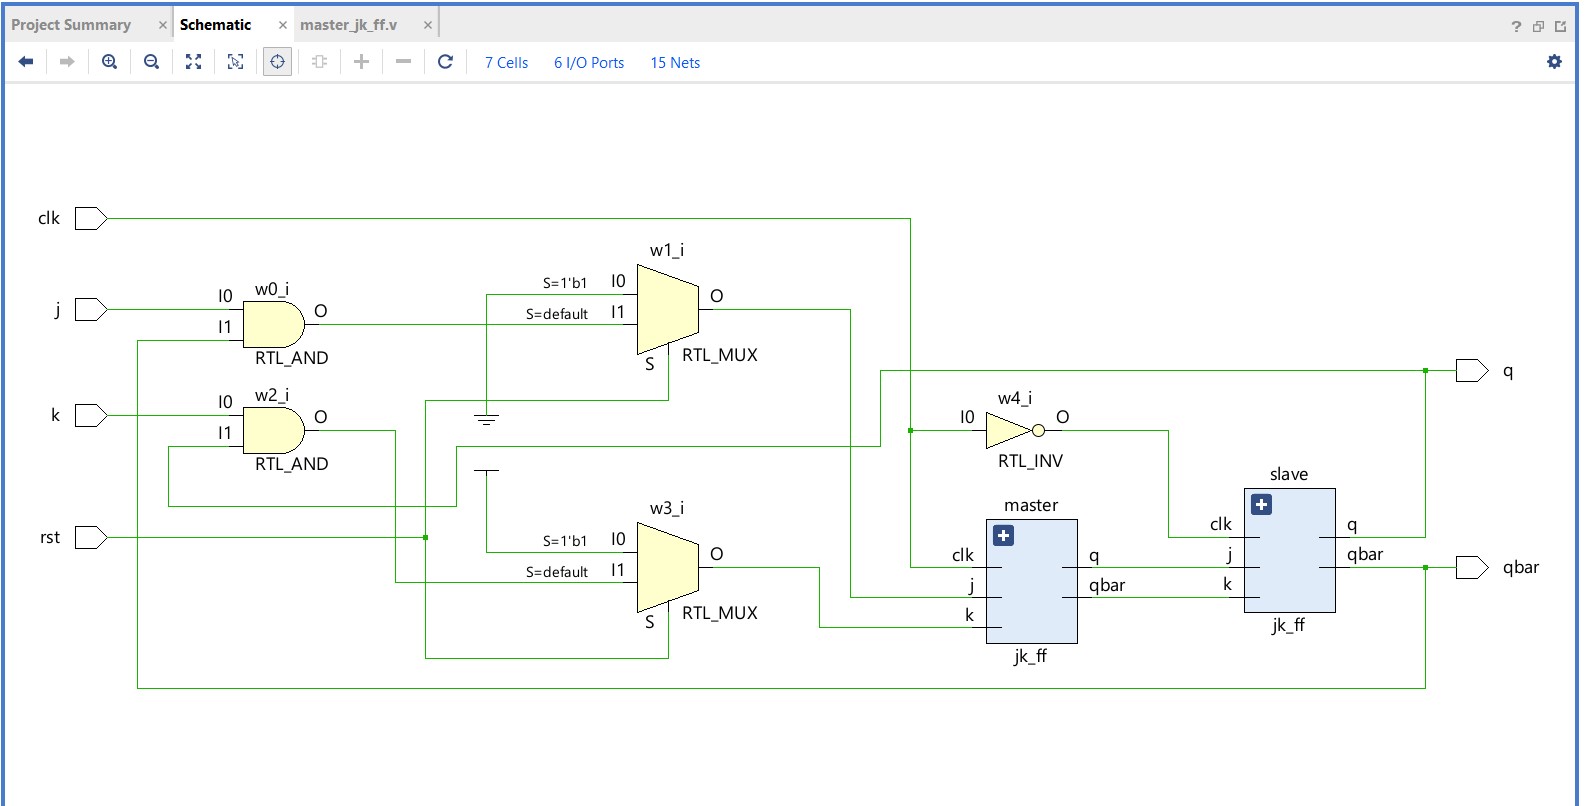 Project Summary × Schematic × master_jk_ff.v × ?
7 Cells 6 I/O Ports 15 Nets
clk
w1_i
S=1'b1 I0
w0_i
j I0 O
S=default I1 O
I1
RTL_AND
S RTL_MUX
q
w2_i
k I0 O
I1
RTL_AND
w4_i
I0 O
RTL_INV
slave
master
w3_i
rst
S=1'b1 I0
clk q
O
clk q
j qbar
qbar
S=default I1
j qbar
k
S RTL_MUX
k
jk_ff
jk_ff